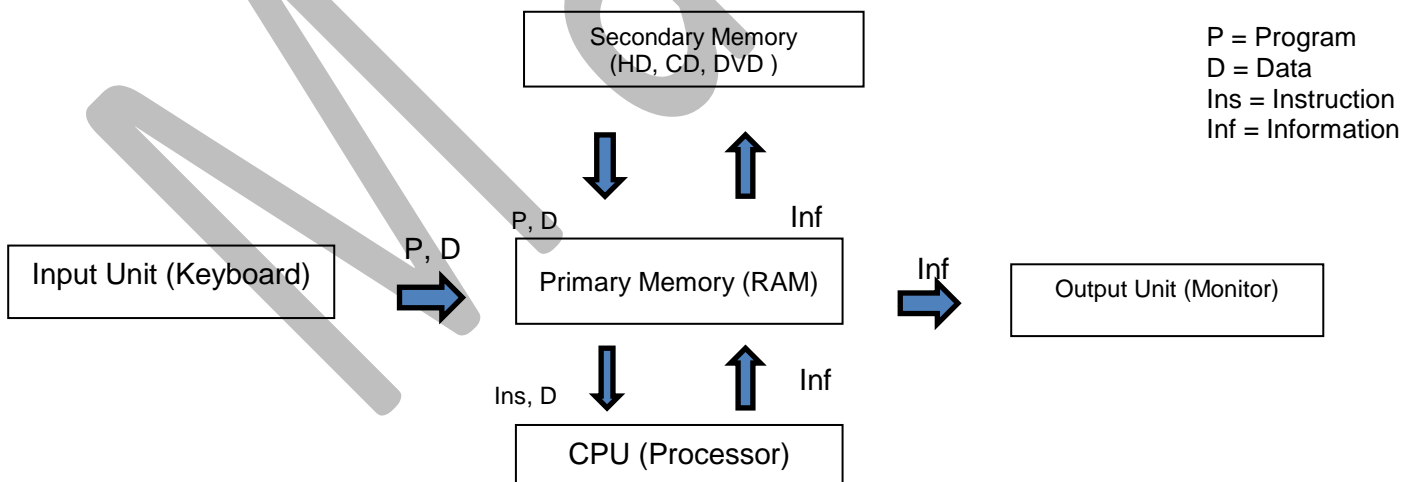 Secondary Memory
(HD, CD, DVD )
P = Program
D = Data
Ins = Instruction
Inf = Information
P, D
Inf
Input Unit (Keyboard)
P, D
Primary Memory (RAM)
Inf
Output Unit (Monitor)
Ins, D
Inf
CPU (Processor)